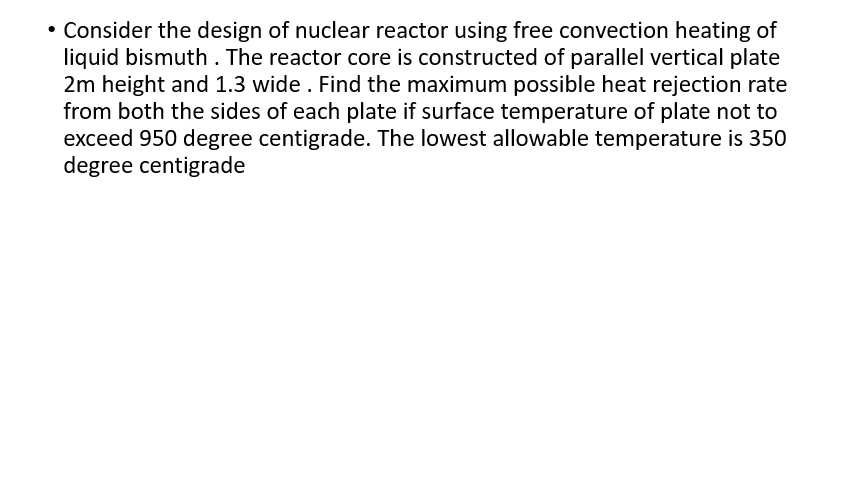 • Consider the design of nuclear reactor using free convection heating of
liquid bismuth . The reactor core is constructed of parallel vertical plate
2m height and 1.3 wide . Find the maximum possible heat rejection rate
from both the sides of each plate if surface temperature of plate not to
exceed 950 degree centigrade. The lowest allowable temperature is 350
degree centigrade